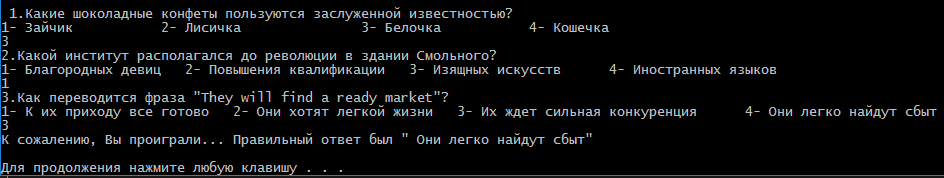 1.Какие шоколадные конфеты пользуются заслуженной известностью?
1- Зайчик 2- Лисичка 3- Белочка 4- Кошечка
3
2.Какой институт располагался до революции в здании Смольного?
1- Благородных девиц 2- Повышения квалификации 3- Изящных искусств 4- Иностранных языков
1
3.Как переводится фраза "They will find a ready market"?
1- К их приходу все готово 2- Они хотят легкой жизни 3- Их ждет сильная конкуренция 4- Они легко найдут сбыт
3
К сожалению, Вы проиграли... Правильный ответ был " Они легко найдут сбыт"
Для продолжения нажмите любую клавишу . . .